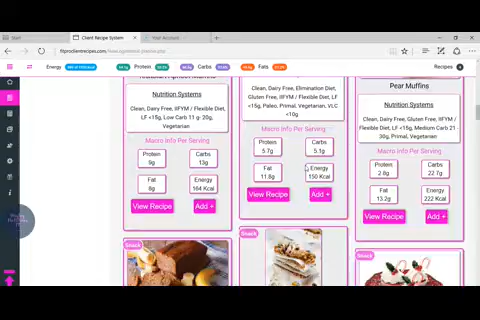 Start
Client Recipe System
Your Account
fitproclientrecipes.com/
Energy
Protein
Carbs
Fats
Recipes
Pear Muffins
Nutrition Systems
Clean, Dairy Free, IIFYM / Flexible Diet,
LF <15g, Low Carb 11 g- 20g,
Vegetarian
Macro Info Per Serving
Protein
9g
Carbs
13g
Fat
8g
Energy
164 Kcal
View Recipe
Add +
Clean, Dairy Free, Elimination Diet,
Gluten Free, IIFYM / Flexible Diet, LF
<15g, Paleo, Primal, Vegetarian, VLC
<10g
Macro Info Per Serving
Protein
5.7g
Carbs
5.1g
Fat
11.8g
Energy
150 Kcal
View Recipe
Add +
Nutrition Systems
Clean, Dairy Free, Gluten Free, IIFYM /
Flexible Diet, LF <15g, Medium Carb 21 -
30g, Primal, Vegetarian
Macro Info Per Serving
Protein
2.8g
Carbs
22.7g
Fat
13.2g
Energy
222 Kcal
View Recipe
Add +
Snack
Snack
Snack